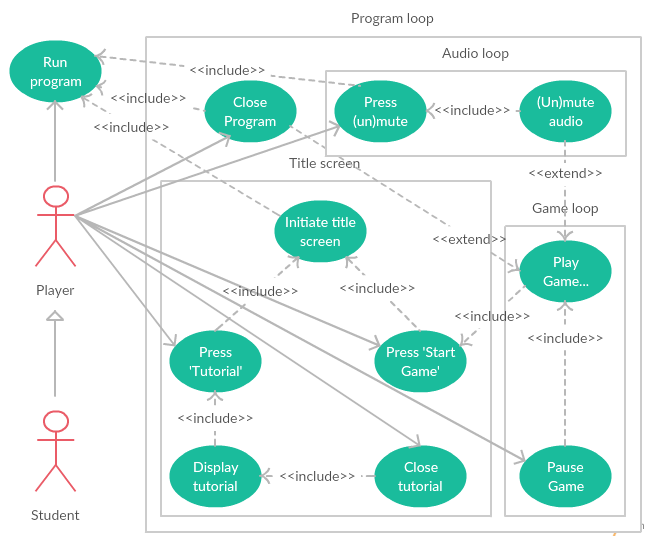 Program loop
Audio loop
Run
program
<<include>>
<<include>>
<<include>>
Close
Program
Press
(un)mute
<<include>>
(Un)mute
audio
Title screen
<<extend>>
Game loop
Initiate title
screen
<<extend>>
Play
Game...
Player
<<include>>
<<include>>
<<include>>
<<include>>
Press
'Tutorial'
Press 'Start
Game'
<<include>>
Display
tutorial
<<include>>
Close
tutorial
Pause
Game
Student